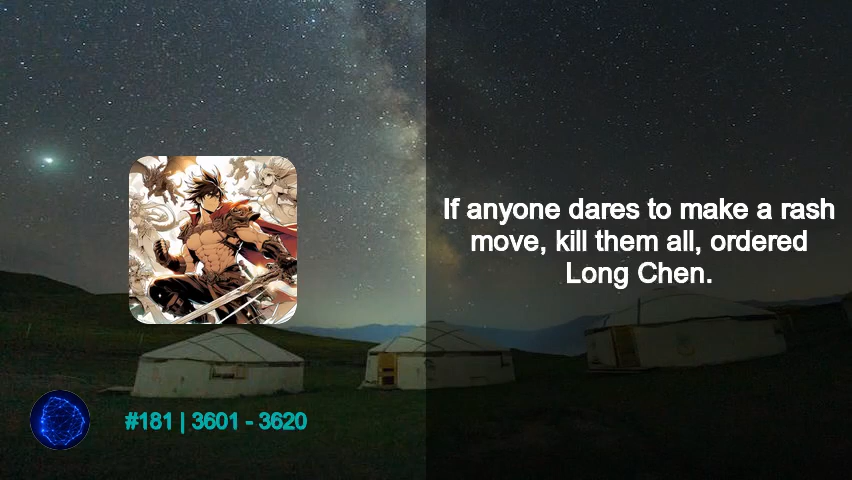 If anyone dares to make a rash
move, kill them all, ordered
Long Chen.
#181 | 3601 - 3620